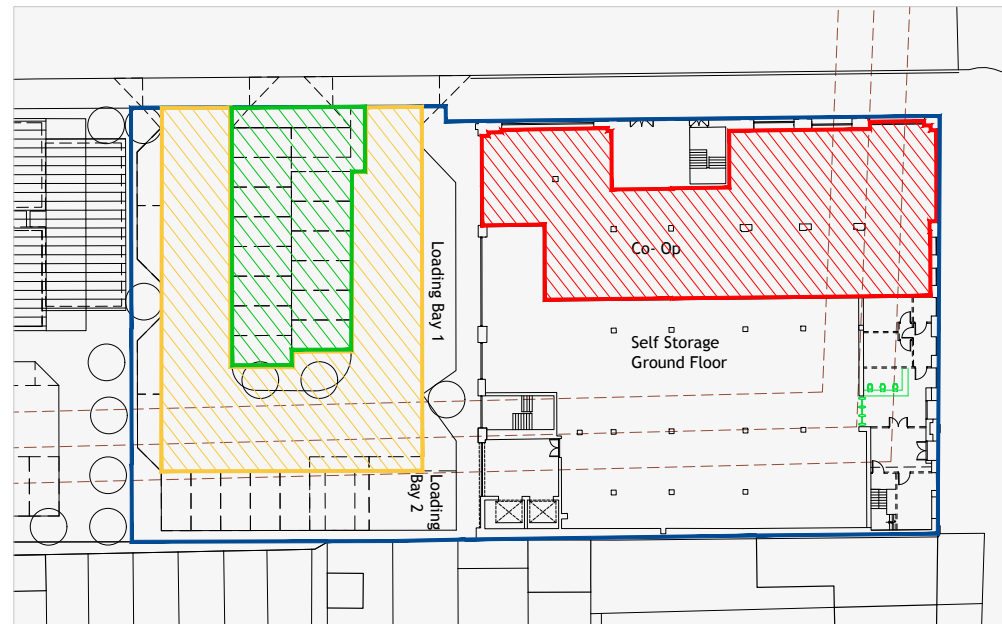 Co- Op
Loading Bay 1
Self Storage
Ground Floor
Loading
Bay 2